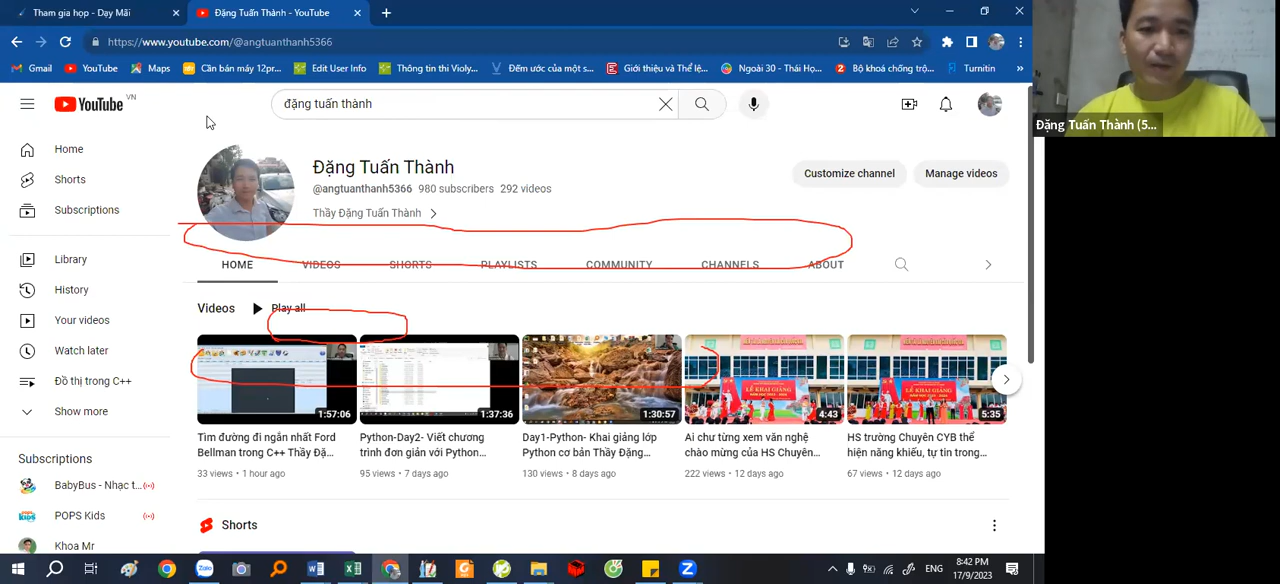 Tham gia họp - Dạy Mãi
Đặng Tuấn Thành - YouTube
https://www.youtube.com/@angtuanthanh5366
Gmail
YouTube
Maps
Cần bán máy 12pr...
Edit User Info
Thông tin thi Violy...
Đếm ước của một s...
Giới thiệu và Thể lệ...
Ngoài 30 - Thái Họ...
Bộ khoá chống trộ...
Turnitin
Đặng Tuấn Thành (5...
YouTube VN
đặng tuấn thành
Home
Shorts
Subscriptions
Library
History
Your videos
Watch later
Đồ thị trong C++
Show more
Subscriptions
BabyBus - Nhạc t...
POPS Kids
Khoa Mr
Đặng Tuấn Thành
@angtuanthanh5366 980 subscribers 292 videos
Thầy Đặng Tuấn Thành
Customize channel
Manage videos
HOME VIDEOS SHORTS PLAYLISTS COMMUNITY CHANNELS ABOUT
Videos
Play all
1:57:06
Tìm đường đi ngắn nhất Ford
Bellman trong C++ Thầy Đặ...
33 views • 1 hour ago
1:37:36
Python-Day2- Viết chương
trình đơn giản với Python...
95 views • 7 days ago
1:30:57
Day1-Python- Khai giảng lớp
Python cơ bản Thầy Đặng...
130 views • 8 days ago
LỄ KHAI GIẢNG
4:43
Ai chư từng xem văn nghệ
chào mừng của HS Chuyên...
222 views • 12 days ago
LỄ KHAI GIẢNG
5:35
HS trường Chuyên CYB thể
hiện năng khiếu, tự tin trong...
67 views • 12 days ago
Shorts
ENG
8:42 PM
17/9/2023